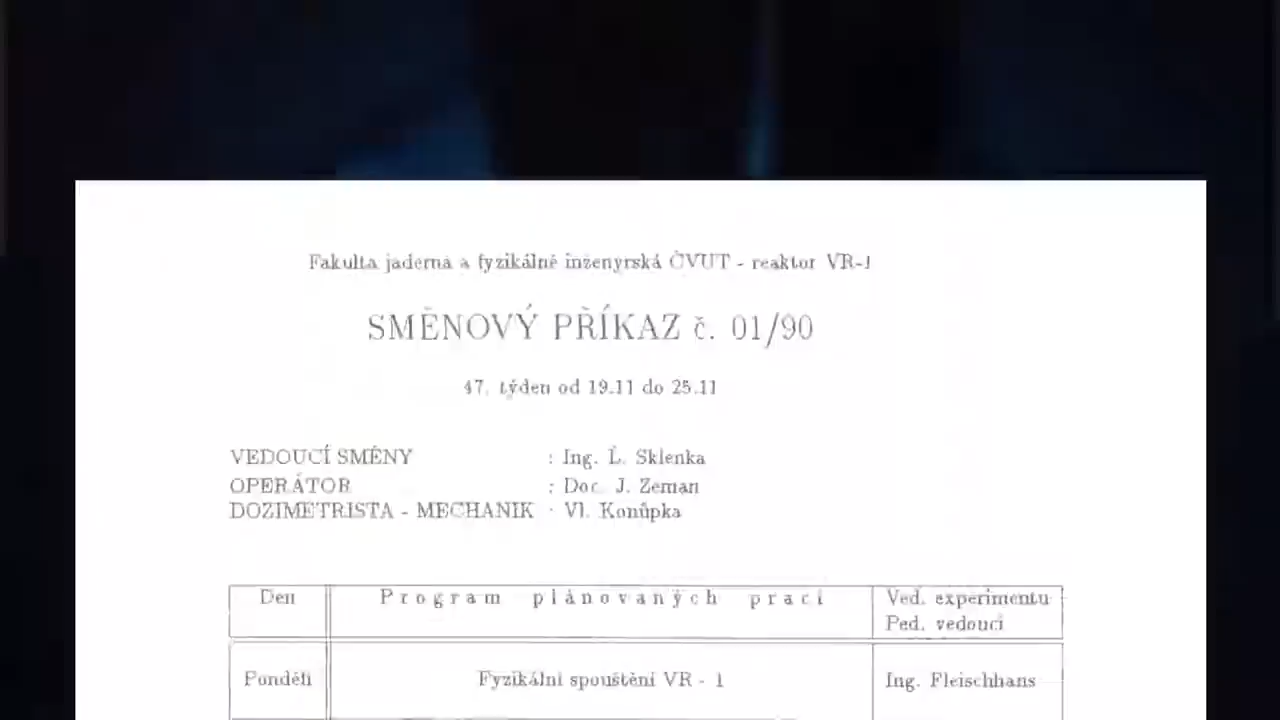 Fakulta jaderná a fyzikálně inženýrská ČVUT - reaktor VR-1
SMĚNOVÝ PŘÍKAZ č. 01/90
47. týden od 19.11 do 25.11
VEDOUCÍ SMĚNY : Ing. L. Sklenka
OPERÁTOR : Doc. J. Zeman
DOZIMETRISTA - MECHANIK : Vl. Konůpka
Den Program plánovaných prací Ved. experimentu
Ped. vedoucí
Pondělí Fyzikální spouštění VR - 1 Ing. Fleischhans